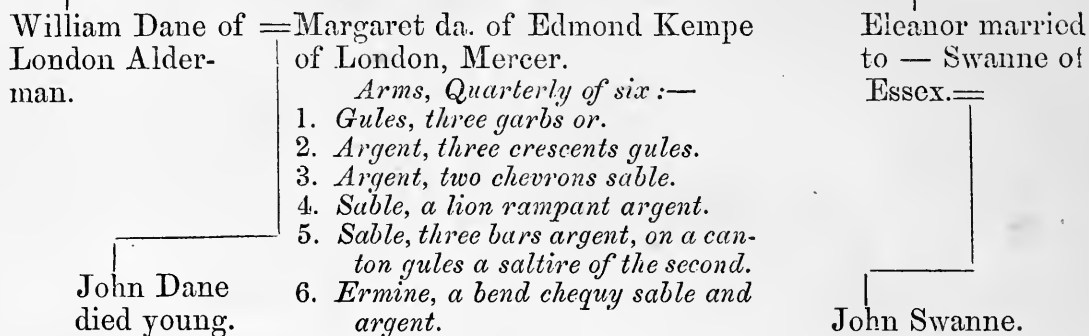 William Dane of =Margaret da. of Edmond Kempe
London Alder-
man.
of London, Mercer.
Arms, Quarterly of six :—
1. Gules, three garbs or.
2. Argent, three crescents gules.
3. Argent, two chevrons sable.
4. Sable, a lion rampant argent.
5. Sable, three bars argent, on a can-
ton gules a saltire of the second.
6. Ermine, a bend chequy sable and
argent.
John Dane
died young.
Eleanor married
to — Swanne of
Essex.=
John Swanne.